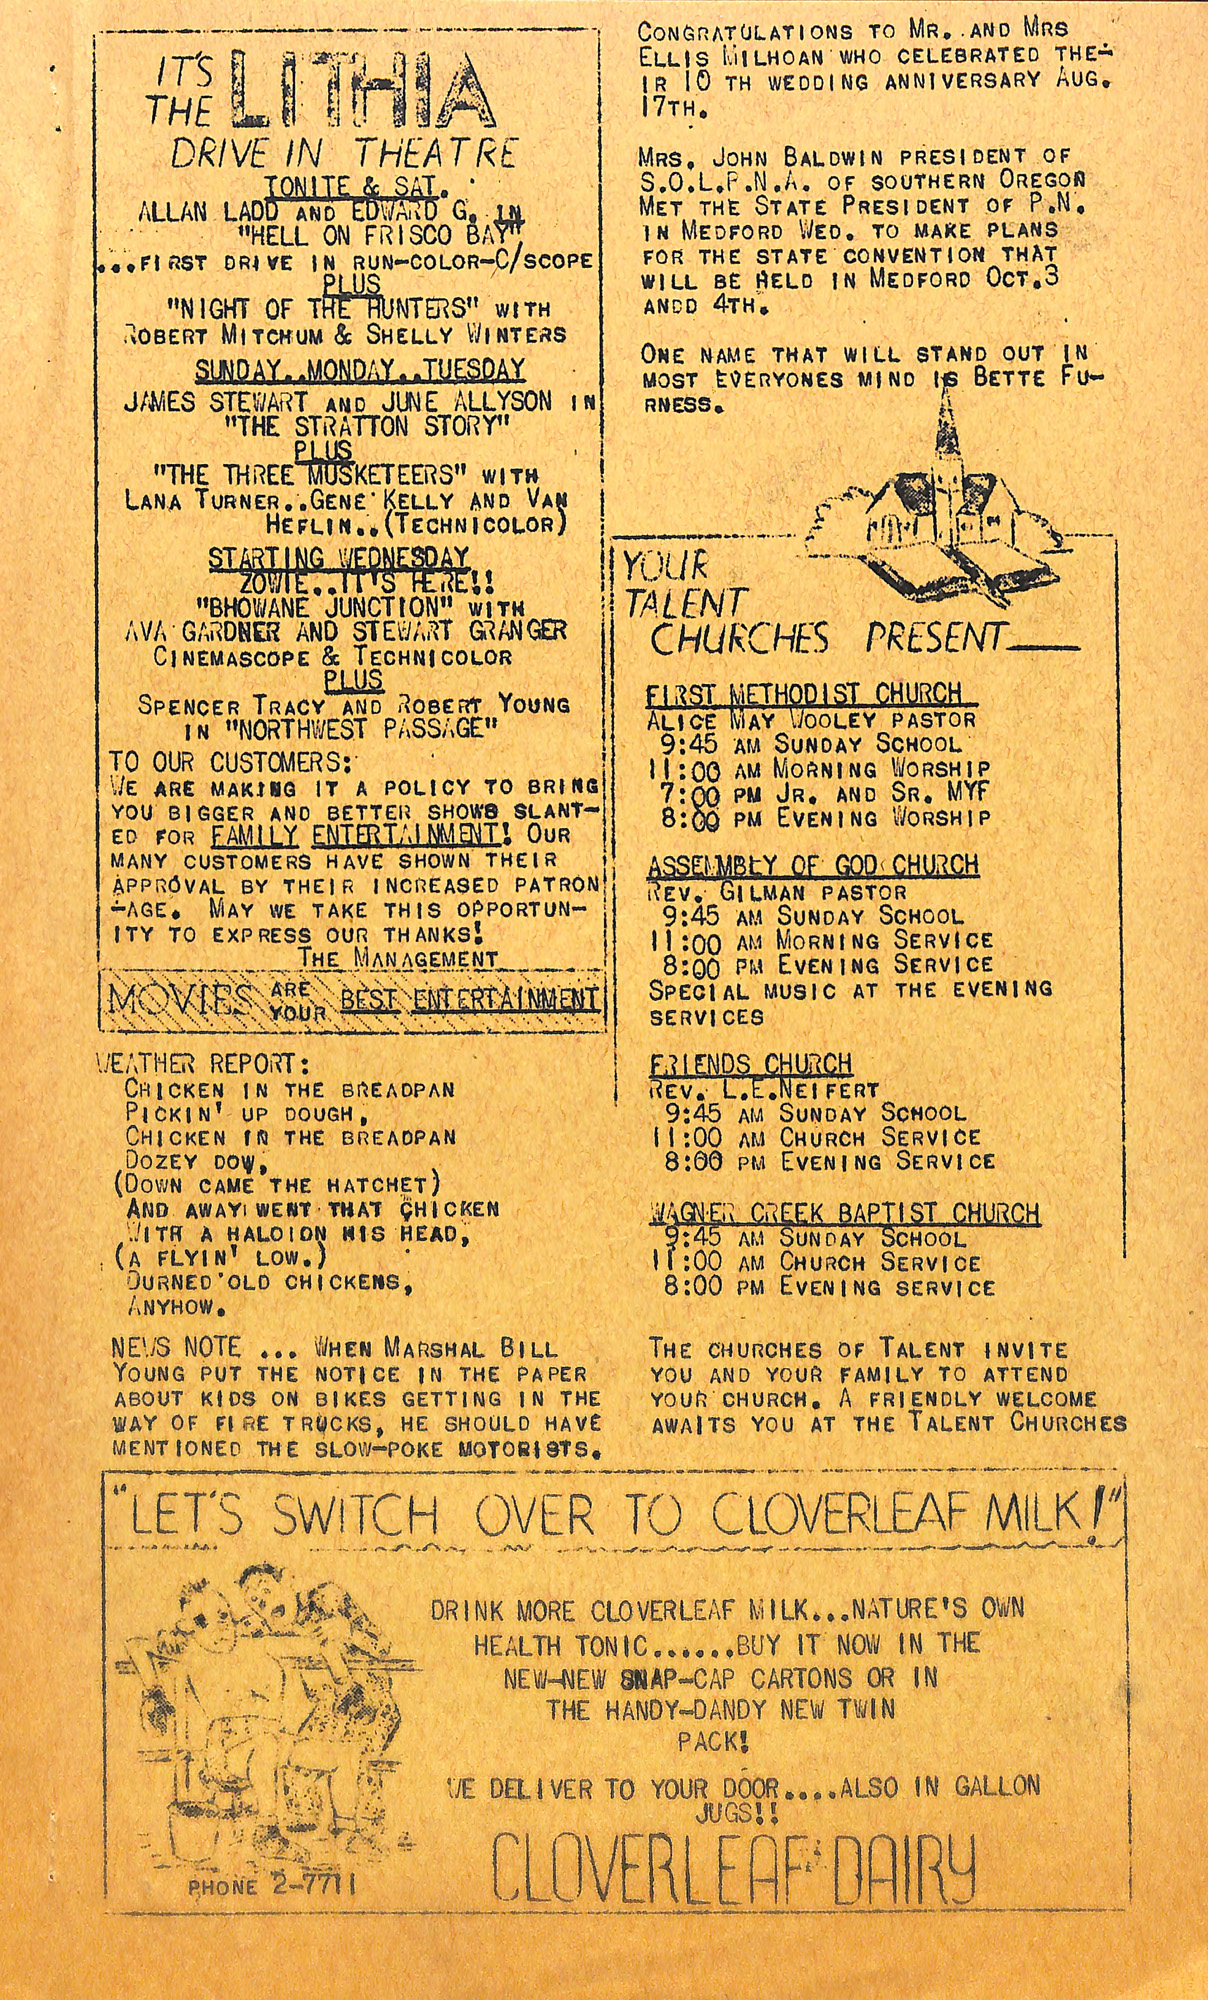 IT'S
THE LITHIA
DRIVE IN THEATRE
TONITE & SAT.
ALLAN LADD AND EDWARD G. IN
"HELL ON FRISCO BAY"
...FIRST DRIVE IN RUN-COLOR-C/SCOPE
PLUS
"NIGHT OF THE HUNTERS" WITH
ROBERT MITCHUM & SHELLY WINTERS
SUNDAY..MONDAY..TUESDAY
JAMES STEWART AND JUNE ALLYSON IN
"THE STRATTON STORY"
PLUS
"THE THREE MUSKETEERS" WITH
LANA TURNER..GENE KELLY AND VAN
HEFLIN..(TECHNICOLOR)
STARTING WEDNESDAY
ZOWIE..IT'S HERE!!
"BHOWANE JUNCTION" WITH
AVA GARDNER AND STEWART GRANGER
CINEMASCOPE & TECHNICOLOR
PLUS
SPENCER TRACY AND ROBERT YOUNG
IN "NORTHWEST PASSAGE"
TO OUR CUSTOMERS:
WE ARE MAKING IT A POLICY TO BRING
YOU BIGGER AND BETTER SHOWS SLANT-
ED FOR FAMILY ENTERTAINMENT! OUR
MANY CUSTOMERS HAVE SHOWN THEIR
APPROVAL BY THEIR INCREASED PATRON
-AGE. MAY WE TAKE THIS OPPORTUN-
ITY TO EXPRESS OUR THANKS!
THE MANAGEMENT
MOVIES ARE YOUR BEST ENTERTAINMENT
WEATHER REPORT:
CHICKEN IN THE BREADPAN
PICKIN' UP DOUGH,
CHICKEN IN THE BREADPAN
DOZEY DOW,
(DOWN CAME THE HATCHET)
AND AWAY WENT THAT CHICKEN
WITH A HALO ON HIS HEAD,
(A FLYIN' LOW.)
DURNED OLD CHICKENS,
ANYHOW.
NEWS NOTE ... WHEN MARSHAL BILL
YOUNG PUT THE NOTICE IN THE PAPER
ABOUT KIDS ON BIKES GETTING IN THE
WAY OF FIRE TRUCKS, HE SHOULD HAVE
MENTIONED THE SLOW-POKE MOTORISTS.
CONGRATULATIONS TO MR. AND MRS
ELLIS MILHOAN WHO CELEBRATED THE-
IR 10 TH WEDDING ANNIVERSARY AUG.
17TH.
MRS. JOHN BALDWIN PRESIDENT OF
S.O.L.P.N.A. OF SOUTHERN OREGON
MET THE STATE PRESIDENT OF P.N.
IN MEDFORD WED. TO MAKE PLANS
FOR THE STATE CONVENTION THAT
WILL BE HELD IN MEDFORD OCT.3
ANDD 4TH.
ONE NAME THAT WILL STAND OUT IN
MOST EVERYONES MIND IS BETTE FU-
RNESS.
YOUR
TALENT
CHURCHES PRESENT___
FIRST METHODIST CHURCH
ALICE MAY WOOLEY PASTOR
9:45 AM SUNDAY SCHOOL
11:00 AM MORNING WORSHIP
7:00 PM JR. AND SR. MYF
8:00 PM EVENING WORSHIP
ASSEMBLY OF GOD CHURCH
REV. GILMAN PASTOR
9:45 AM SUNDAY SCHOOL
11:00 AM MORNING SERVICE
8:00 PM EVENING SERVICE
SPECIAL MUSIC AT THE EVENING
SERVICES
FRIENDS CHURCH
REV. L.E.NEIFERT
9:45 AM SUNDAY SCHOOL
11:00 AM CHURCH SERVICE
8:00 PM EVENING SERVICE
WAGNER CREEK BAPTIST CHURCH
9:45 AM SUNDAY SCHOOL
11:00 AM CHURCH SERVICE
8:00 PM EVENING SERVICE
THE CHURCHES OF TALENT INVITE
YOU AND YOUR FAMILY TO ATTEND
YOUR CHURCH. A FRIENDLY WELCOME
AWAITS YOU AT THE TALENT CHURCHES
"LET'S SWITCH OVER TO CLOVERLEAF MILK!"
DRINK MORE CLOVERLEAF MILK...NATURE'S OWN
HEALTH TONIC......BUY IT NOW IN THE
NEW-NEW SNAP-CAP CARTONS OR IN
THE HANDY-DANDY NEW TWIN
PACK!
WE DELIVER TO YOUR DOOR....ALSO IN GALLON
JUGS!!
CLOVERLEAF DAIRY
PHONE 2-7711